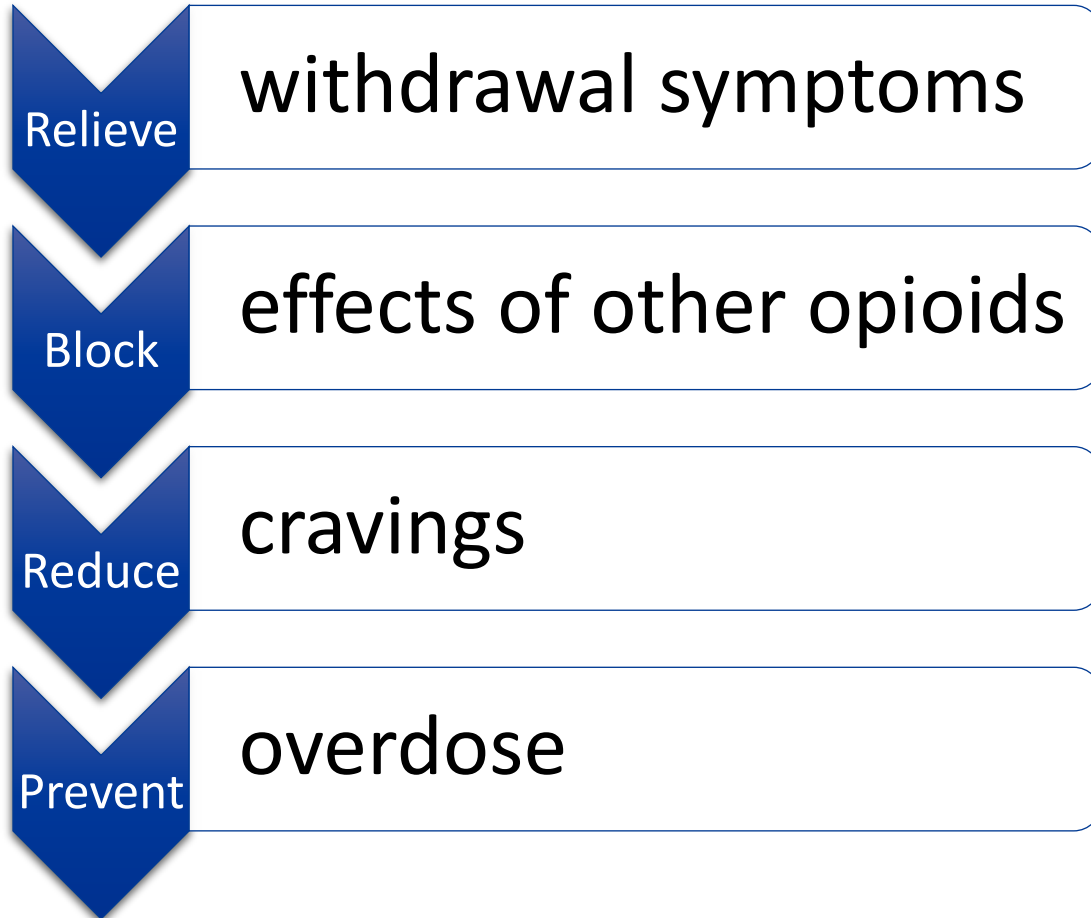 Relieve
withdrawal symptoms
Block
effects of other opioids
Reduce
cravings
Prevent
overdose